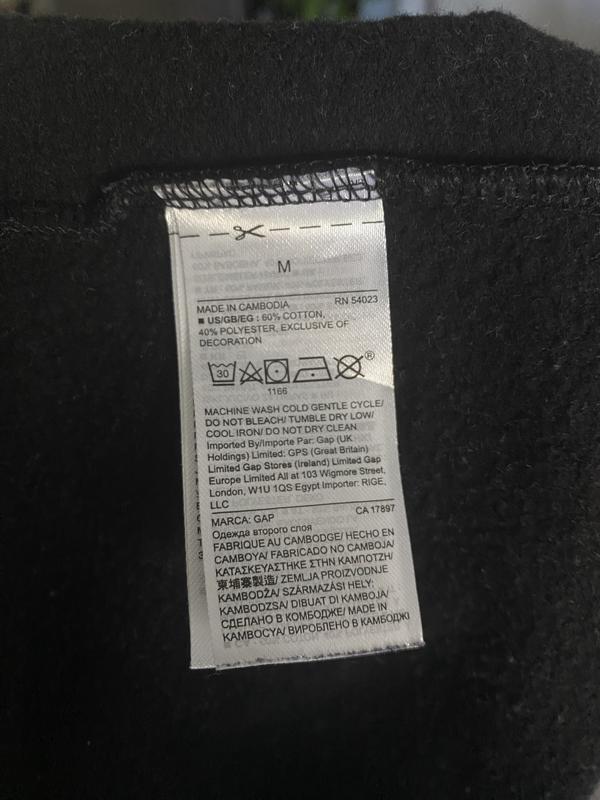 M
MADE IN CAMBODIA RN 54023
■ US/GB/EG : 60% COTTON,
40% POLYESTER, EXCLUSIVE OF
DECORATION
30
®
1166
MACHINE WASH COLD GENTLE CYCLE/
DO NOT BLEACH/ TUMBLE DRY LOW/
COOL IRON/ DO NOT DRY CLEAN
Imported By/Importe Par: Gap (UK
Holdings) Limited: GPS (Great Britain)
Limited Gap Stores (Ireland) Limited Gap
Europe Limited All at 103 Wigmore Street,
London, W1U 1QS Egypt Importer: RIGE,
LLC
MARCA: GAP CA 17897
Одежда второго слоя
FABRIQUE AU CAMBODGE/ HECHO EN
CAMBOYA/ FABRICADO NO CAMBOJA/
ΚΑΤΑΣΚΕΥΑΣΤΗΚΕ ΣΤΗΝ ΚΑΜΠΟΤΖΗ/
柬埔寨製造/ ZEMLJA PROIZVODNJE
KAMBODŽA/ SZÁRMAZÁSI HELY:
KAMBODZSA/ DIBUAT DI KAMBOJA/
СДЕЛАНО В КОМБОДЖЕ/ MADE IN
KAMBOCYA/ ВИРОБЛЕНО В КАМБОДЖІ